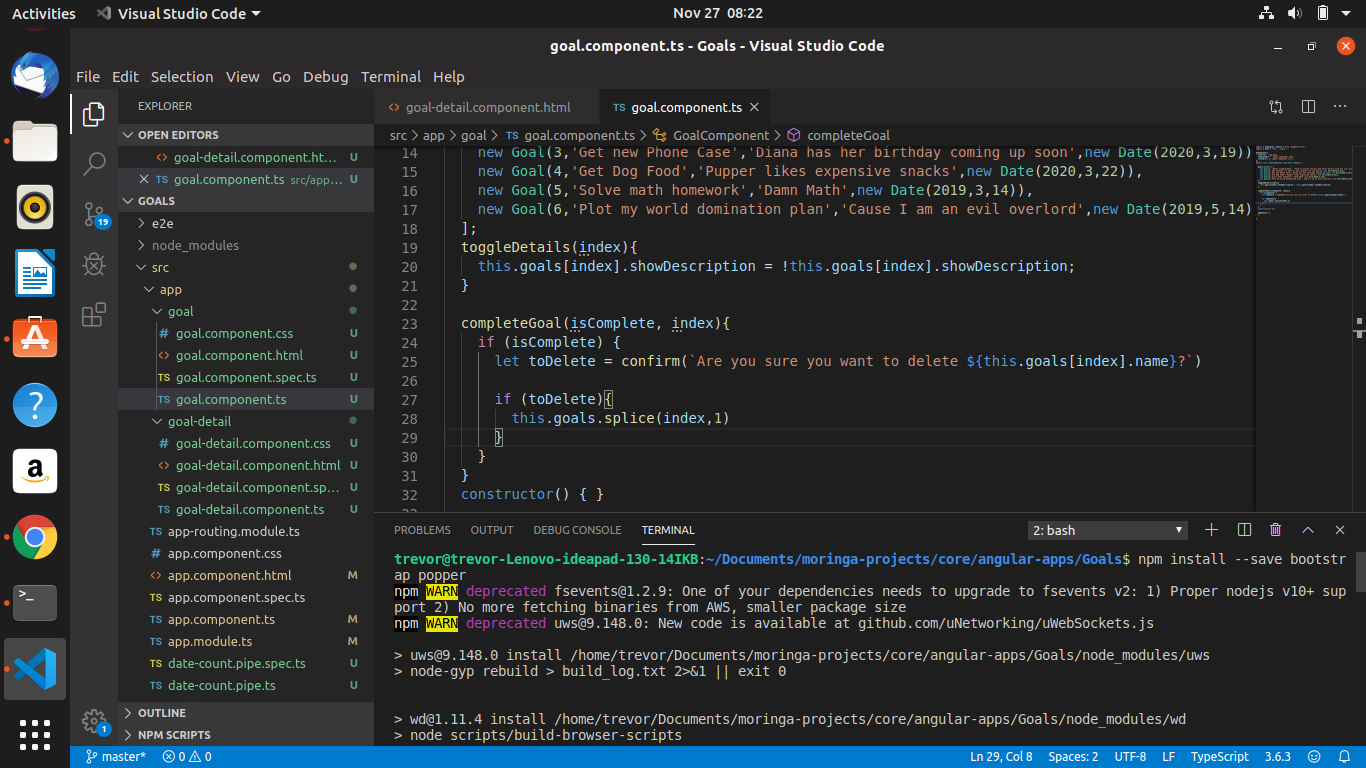 Activities
Visual Studio Code
Nov 27 08:22
goal.component.ts - Goals - Visual Studio Code
File Edit Selection View Go Debug Terminal Help
EXPLORER
OPEN EDITORS
<> goal-detail.component.ht... U
TS goal.component.ts src/app... U
GOALS
e2e
node_modules
src
app
goal
# goal.component.css U
<> goal.component.html U
TS goal.component.spec.ts U
TS goal.component.ts U
goal-detail
# goal-detail.component.css U
<> goal-detail.component.html U
TS goal-detail.component.sp... U
TS goal-detail.component.ts U
TS app-routing.module.ts
# app.component.css
<> app.component.html M
TS app.component.spec.ts
TS app.component.ts M
TS app.module.ts M
TS date-count.pipe.spec.ts U
TS date-count.pipe.ts U
OUTLINE
NPM SCRIPTS
19
1
<> goal-detail.component.html
TS goal.component.ts
src > app > goal > TS goal.component.ts > GoalComponent > completeGoal
14 new Goal(3,'Get new Phone Case','Diana has her birthday coming up soon',new Date(2020,3,19))
15 new Goal(4,'Get Dog Food','Pupper likes expensive snacks',new Date(2020,3,22)),
16 new Goal(5,'Solve math homework','Damn Math',new Date(2019,3,14)),
17 new Goal(6,'Plot my world domination plan','Cause I am an evil overlord',new Date(2019,5,14)
18 ];
19 toggleDetails(index){
20 this.goals[index].showDescription = !this.goals[index].showDescription;
21 }
22
23 completeGoal(isComplete, index){
24 if (isComplete) {
25 let toDelete = confirm(`Are you sure you want to delete ${this.goals[index].name}?`)
26
27 if (toDelete){
28 this.goals.splice(index,1)
29 }
30 }
31 }
32 constructor() { }
PROBLEMS OUTPUT DEBUG CONSOLE TERMINAL
2: bash
trevor@trevor-Lenovo-ideapad-130-14IKB:~/Documents/moringa-projects/core/angular-apps/Goals$ npm install --save bootstr
ap popper
npm WARN deprecated fsevents@1.2.9: One of your dependencies needs to upgrade to fsevents v2: 1) Proper nodejs v10+ sup
port 2) No more fetching binaries from AWS, smaller package size
npm WARN deprecated uws@9.148.0: New code is available at github.com/uNetworking/uWebSockets.js
> uws@9.148.0 install /home/trevor/Documents/moringa-projects/core/angular-apps/Goals/node_modules/uws
> node-gyp rebuild > build_log.txt 2>&1 || exit 0
> wd@1.11.4 install /home/trevor/Documents/moringa-projects/core/angular-apps/Goals/node_modules/wd
> node scripts/build-browser-scripts
master* 0 0
Ln 29, Col 8 Spaces: 2 UTF-8 LF TypeScript 3.6.3